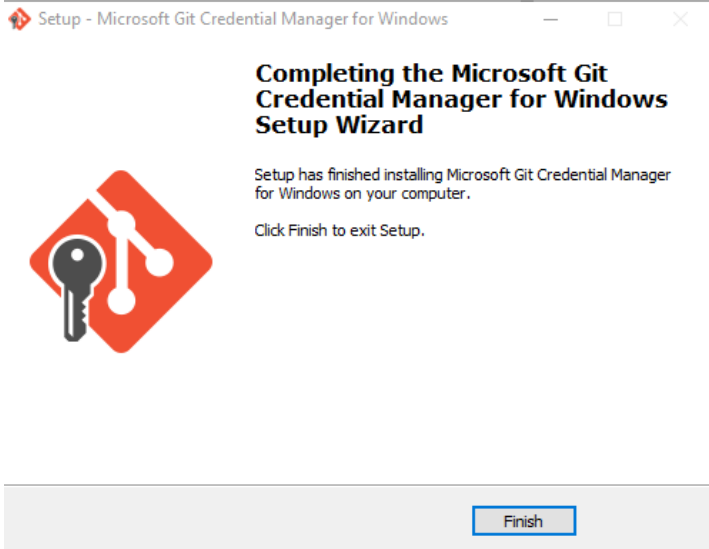 Setup - Microsoft Git Credential Manager for Windows
Completing the Microsoft Git
Credential Manager for Windows
Setup Wizard
Setup has finished installing Microsoft Git Credential Manager
for Windows on your computer.
Click Finish to exit Setup.
Finish